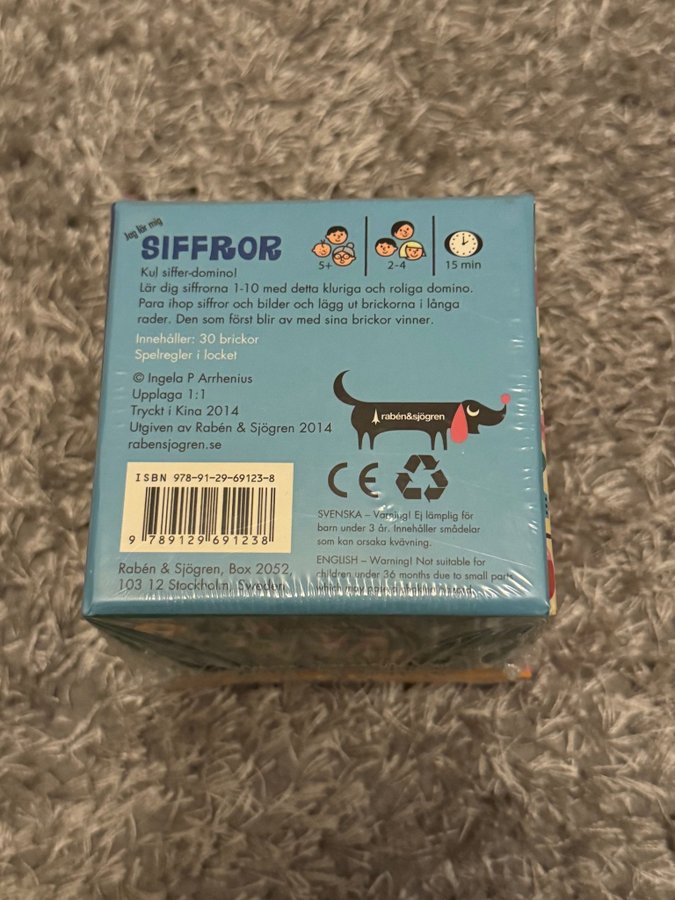 Jag lär mig
SIFFROR
5+
2-4
15 min
Kul siffer-domino!
Lär dig siffrorna 1-10 med detta kluriga och roliga domino.
Para ihop siffror och bilder och lägg ut brickorna i långa
rader. Den som först blir av med sina brickor vinner.
Innehåller: 30 brickor
Spelregler i locket
© Ingela P Arrhenius
Upplaga 1:1
Tryckt i Kina 2014
Utgiven av Rabén & Sjögren 2014
rabensjogren.se
rabén&sjögren
CE
ISBN 978-91-29-69123-8
9 789129 691238
SVENSKA – Varning! Ej lämplig för
barn under 3 år. Innehåller smådelar
som kan orsaka kvävning.
ENGLISH – Warning! Not suitable for
children under 36 months due to small parts
which may
Rabén & Sjögren, Box 2052,
103 12 Stockholm, Sweden